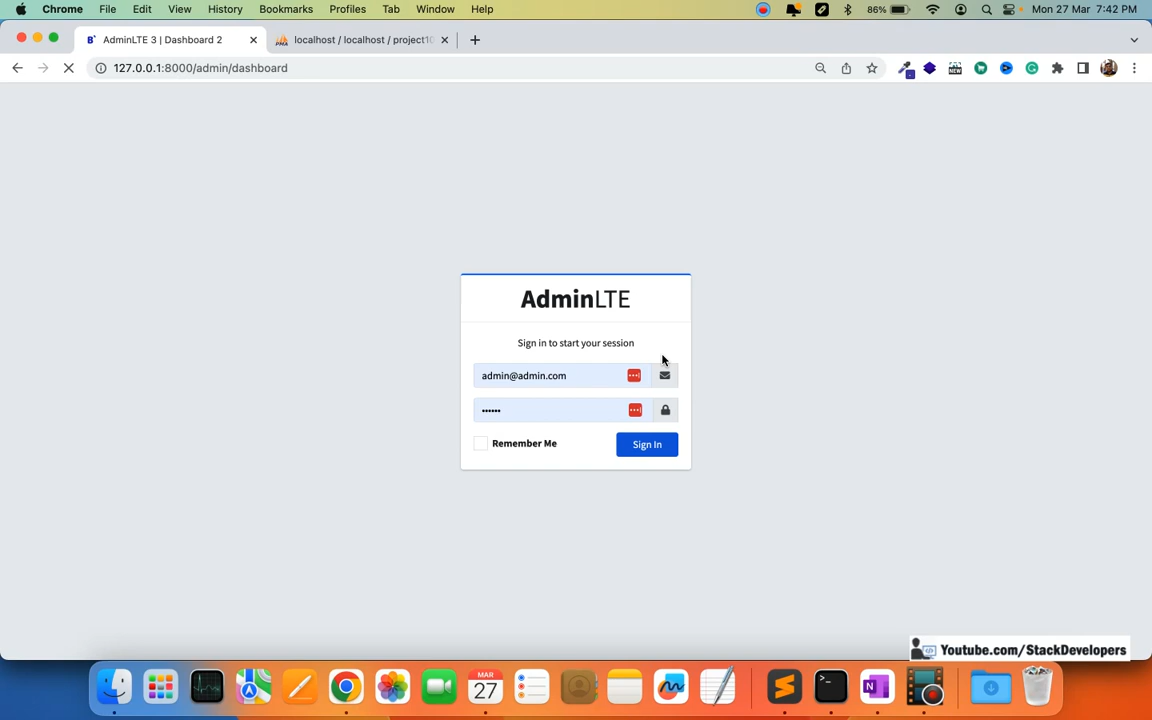 Chrome File Edit View History Bookmarks Profiles Tab Window Help 86% Mon 27 Mar 7:42 PM
AdminLTE 3 | Dashboard 2 localhost / localhost / project10
127.0.0.1:8000/admin/dashboard NEW
AdminLTE
Sign in to start your session
admin@admin.com
••••••
Remember Me Sign In
Youtube.com/StackDevelopers
MAR
27